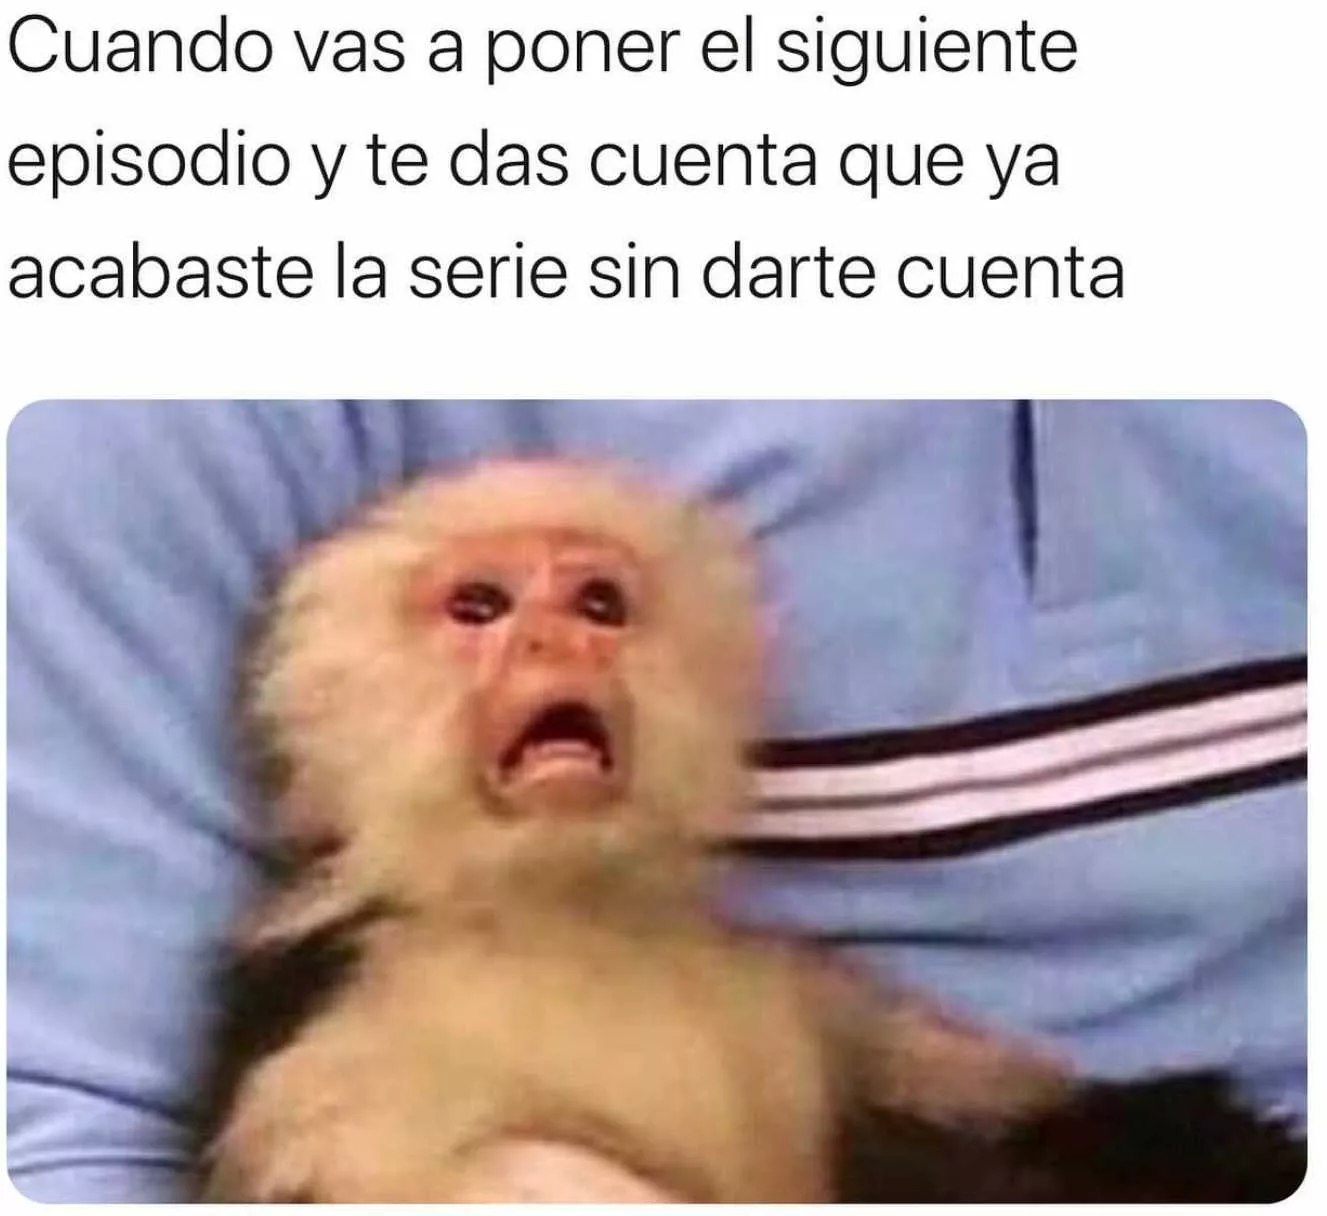 Cuando vas a poner el siguiente
episodio y te das cuenta que ya
acabaste la serie sin darte cuenta